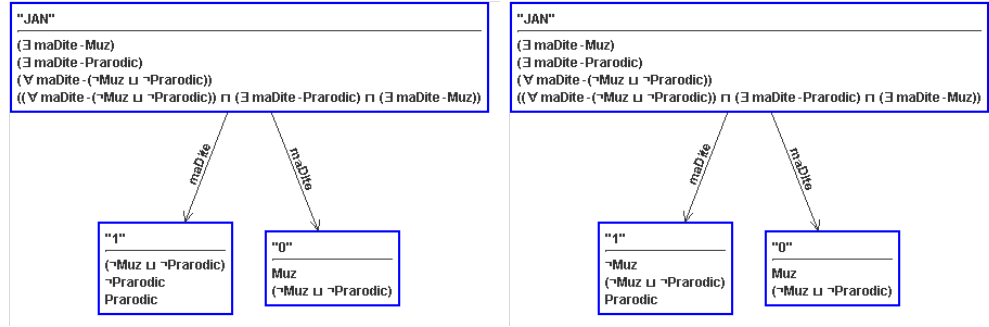 "JAN"
(∃ maDite-Muz)
(∃ maDite-Prarodic)
(∀ maDite-(¬Muz ⊔ ¬Prarodic))
((∀ maDite-(¬Muz ⊔ ¬Prarodic)) ⊓ (∃ maDite-Prarodic) ⊓ (∃ maDite-Muz))
maDite
maDite
"1"
(¬Muz ⊔ ¬Prarodic)
¬Prarodic
Prarodic
"0"
Muz
(¬Muz ⊔ ¬Prarodic)
"JAN"
(∃ maDite-Muz)
(∃ maDite-Prarodic)
(∀ maDite-(¬Muz ⊔ ¬Prarodic))
((∀ maDite-(¬Muz ⊔ ¬Prarodic)) ⊓ (∃ maDite-Prarodic) ⊓ (∃ maDite-Muz))
maDite
maDite
"1"
¬Muz
(¬Muz ⊔ ¬Prarodic)
Prarodic
"0"
Muz
(¬Muz ⊔ ¬Prarodic)